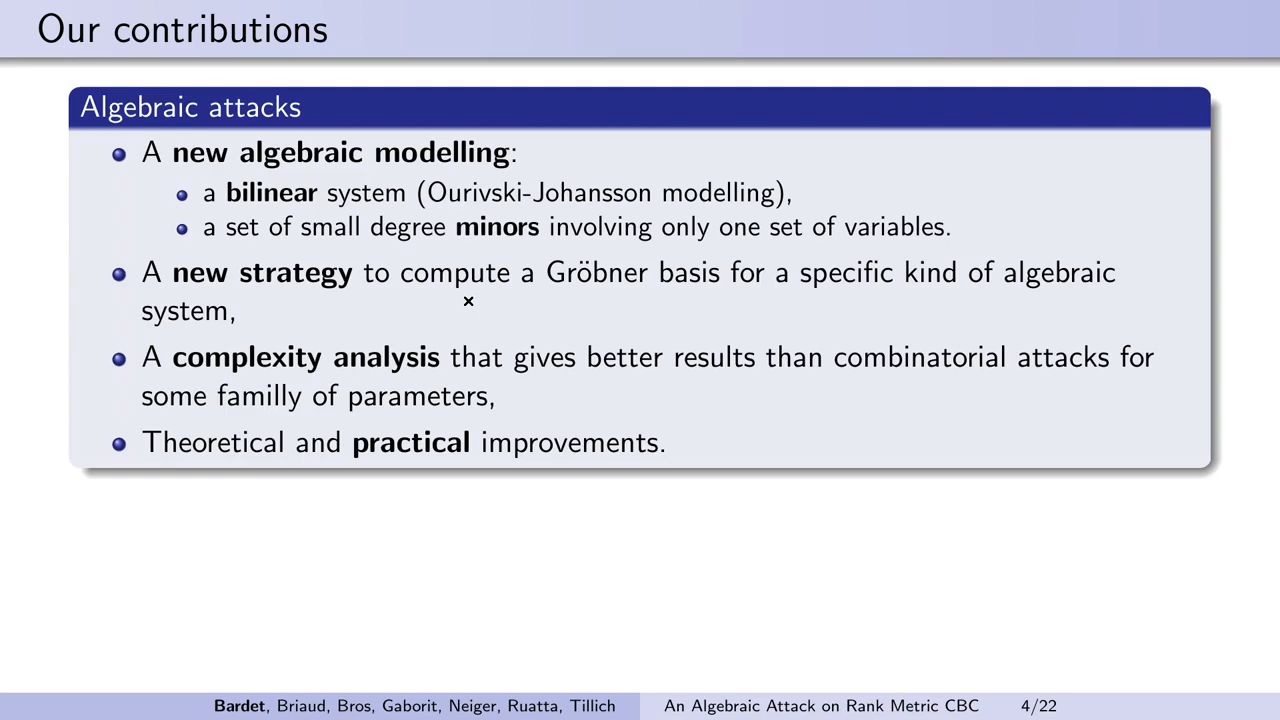 Our contributions
Algebraic attacks
A new algebraic modelling:
a bilinear system (Ourivski-Johansson modelling),
a set of small degree minors involving only one set of variables.
A new strategy to compute a Gröbner basis for a specific kind of algebraic
system,
A complexity analysis that gives better results than combinatorial attacks for
some familly of parameters,
Theoretical and practical improvements.
Bardet, Briaud, Bros, Gaborit, Neiger, Ruatta, Tillich An Algebraic Attack on Rank Metric CBC 4/22